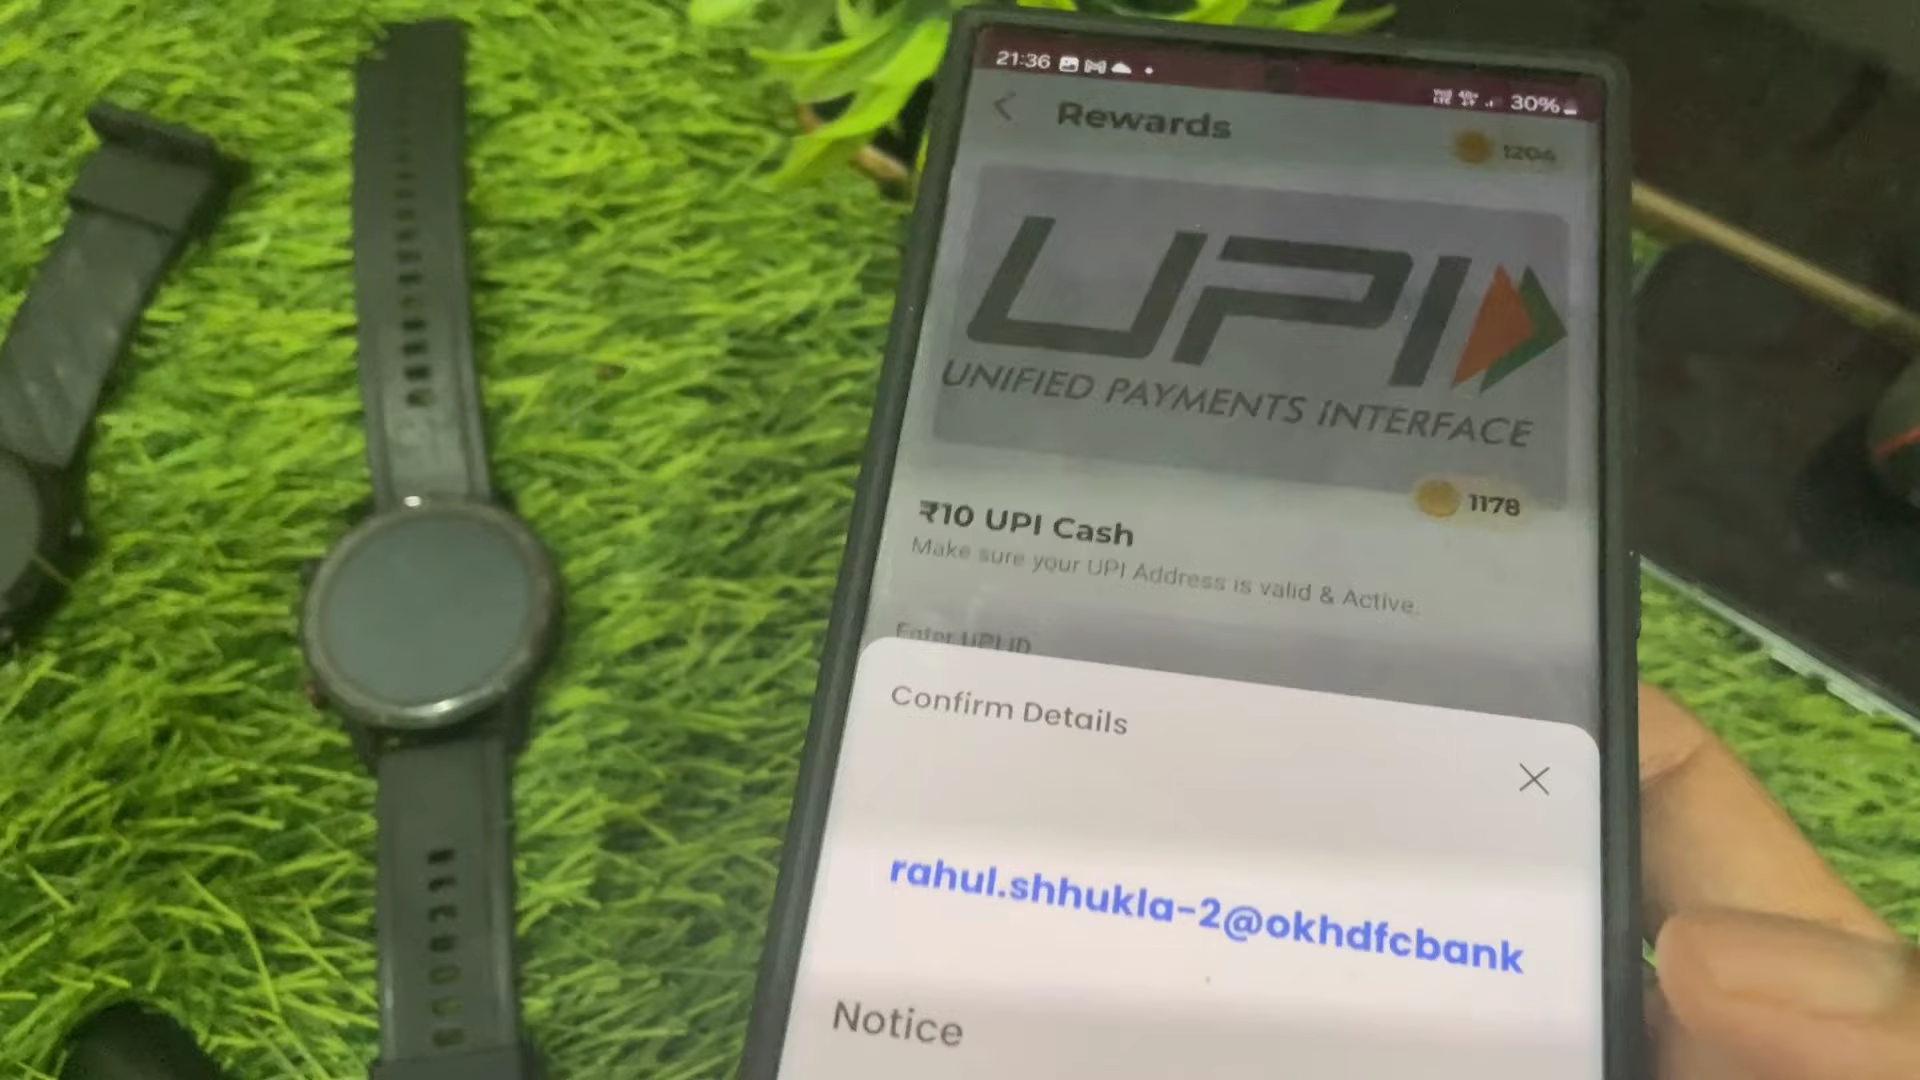 21:36
30%
Rewards
1204
UPI
UNIFIED PAYMENTS INTERFACE
1178
₹10 UPI Cash
Make sure your UPI Address is valid & Active.
Enter UPI ID
Confirm Details
rahul.shhukla-2@okhdfcbank
Notice